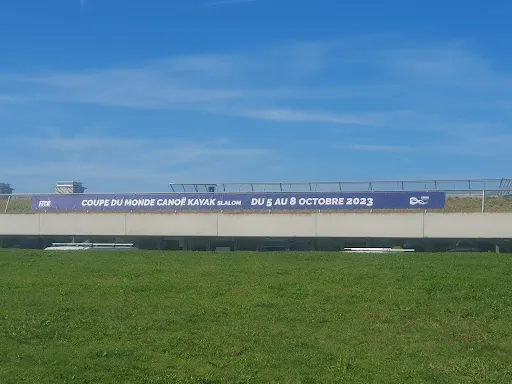 COUPE DU MONDE CANOË KAYAK SLALOM DU 5 AU 8 OCTOBRE 2023